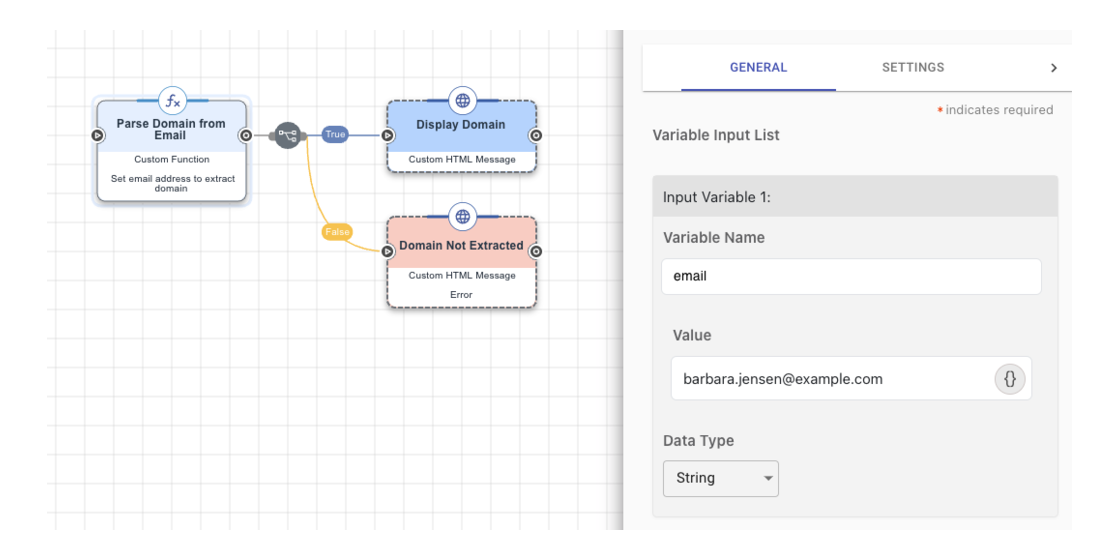 Parse Domain from
Email
Custom Function
Set email address to extract
domain
True
False
Display Domain
Custom HTML Message
Domain Not Extracted
Custom HTML Message
Error
GENERAL
SETTINGS
* indicates required
Variable Input List
Input Variable 1:
Variable Name
email
Value
barbara.jensen@example.com
{}
Data Type
String